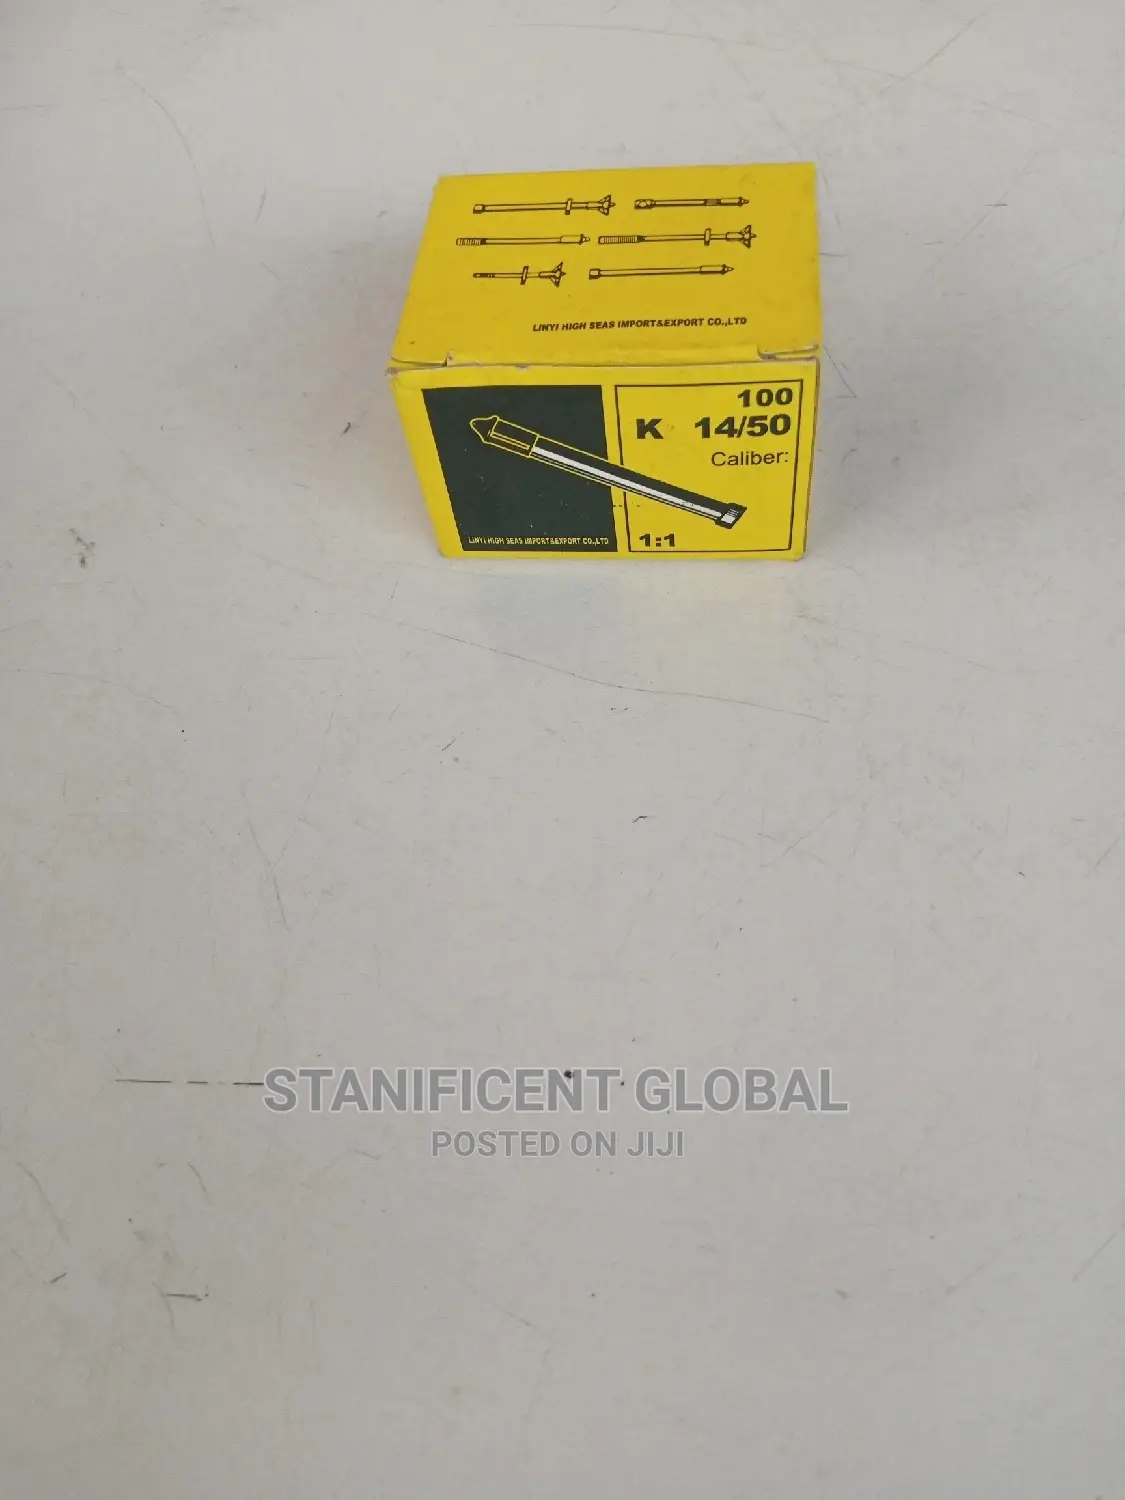 LINYI HIGH SEAS IMPORT&EXPORT CO.,LTD
100
K 14/50
Caliber:
1:1
LINYI HIGH SEAS IMPORT&EXPORT CO.,LTD
STANIFICENT GLOBAL
POSTED ON JIJI